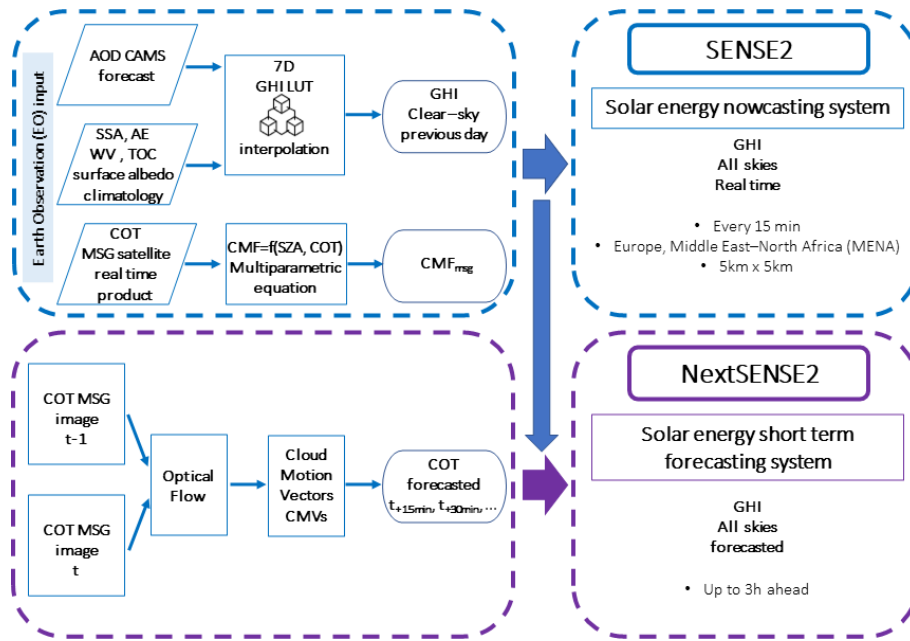 Earth Observation (EO) input
AOD CAMS
forecast
SSA, AE
WV , TOC
surface albedo
climatology
COT
MSG satellite
real time
product
7D
GHI LUT
interpolation
CMF=f(SZA, COT)
Multiparametric
equation
GHI
Clear–sky
previous day
CMFmsg
SENSE2
Solar energy nowcasting system
GHI
All skies
Real time
• Every 15 min
• Europe, Middle East–North Africa (MENA)
• 5km x 5km
COT MSG
image
t-1
COT MSG
image
t
Optical
Flow
Cloud
Motion
Vectors
CMVs
COT
forecasted
t+15min, t+30min, ...
NextSENSE2
Solar energy short term
forecasting system
GHI
All skies
forecasted
• Up to 3h ahead